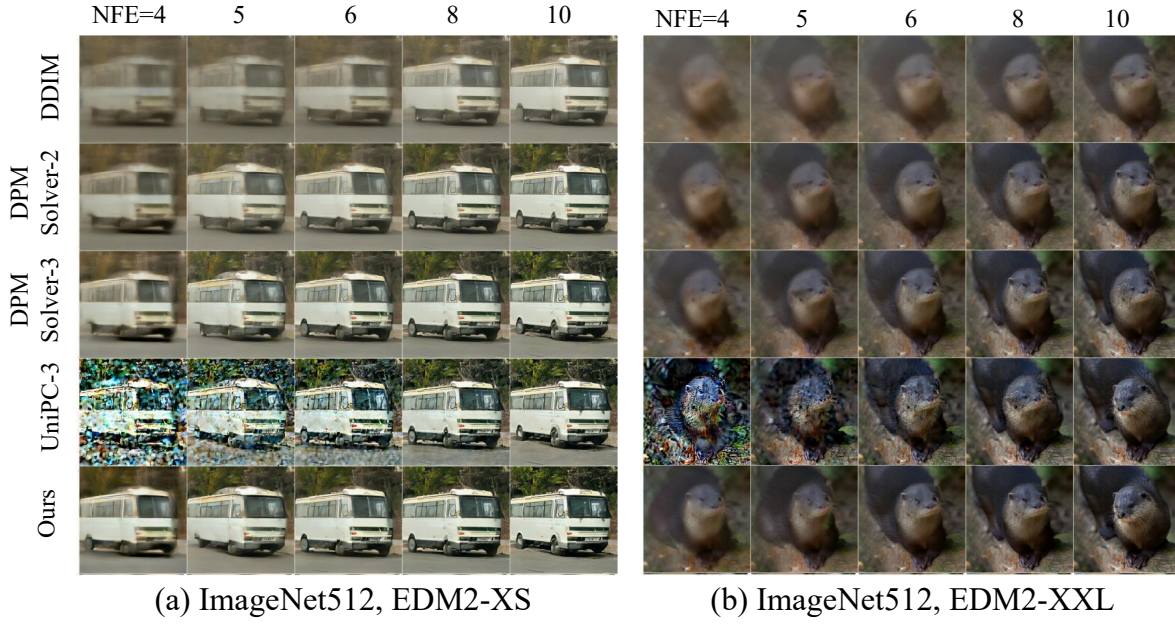 NFE=4 5 6 8 10
NFE=4 5 6 8 10
DDIM
DPM
Solver-2
DPM
Solver-3
UniPC-3
Ours
(a) ImageNet512, EDM2-XS
(b) ImageNet512, EDM2-XXL